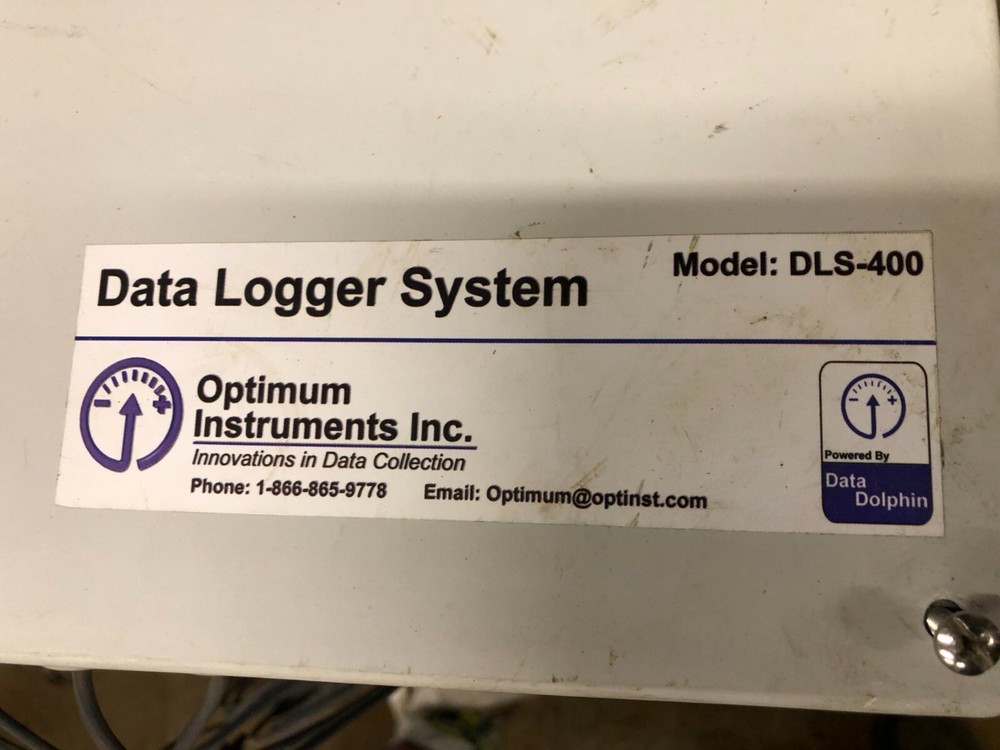 Data Logger System
Model: DLS-400
Optimum
Instruments Inc.
Innovations in Data Collection
Phone: 1-866-865-9778 Email: Optimum@optinst.com
Powered By
Data
Dolphin